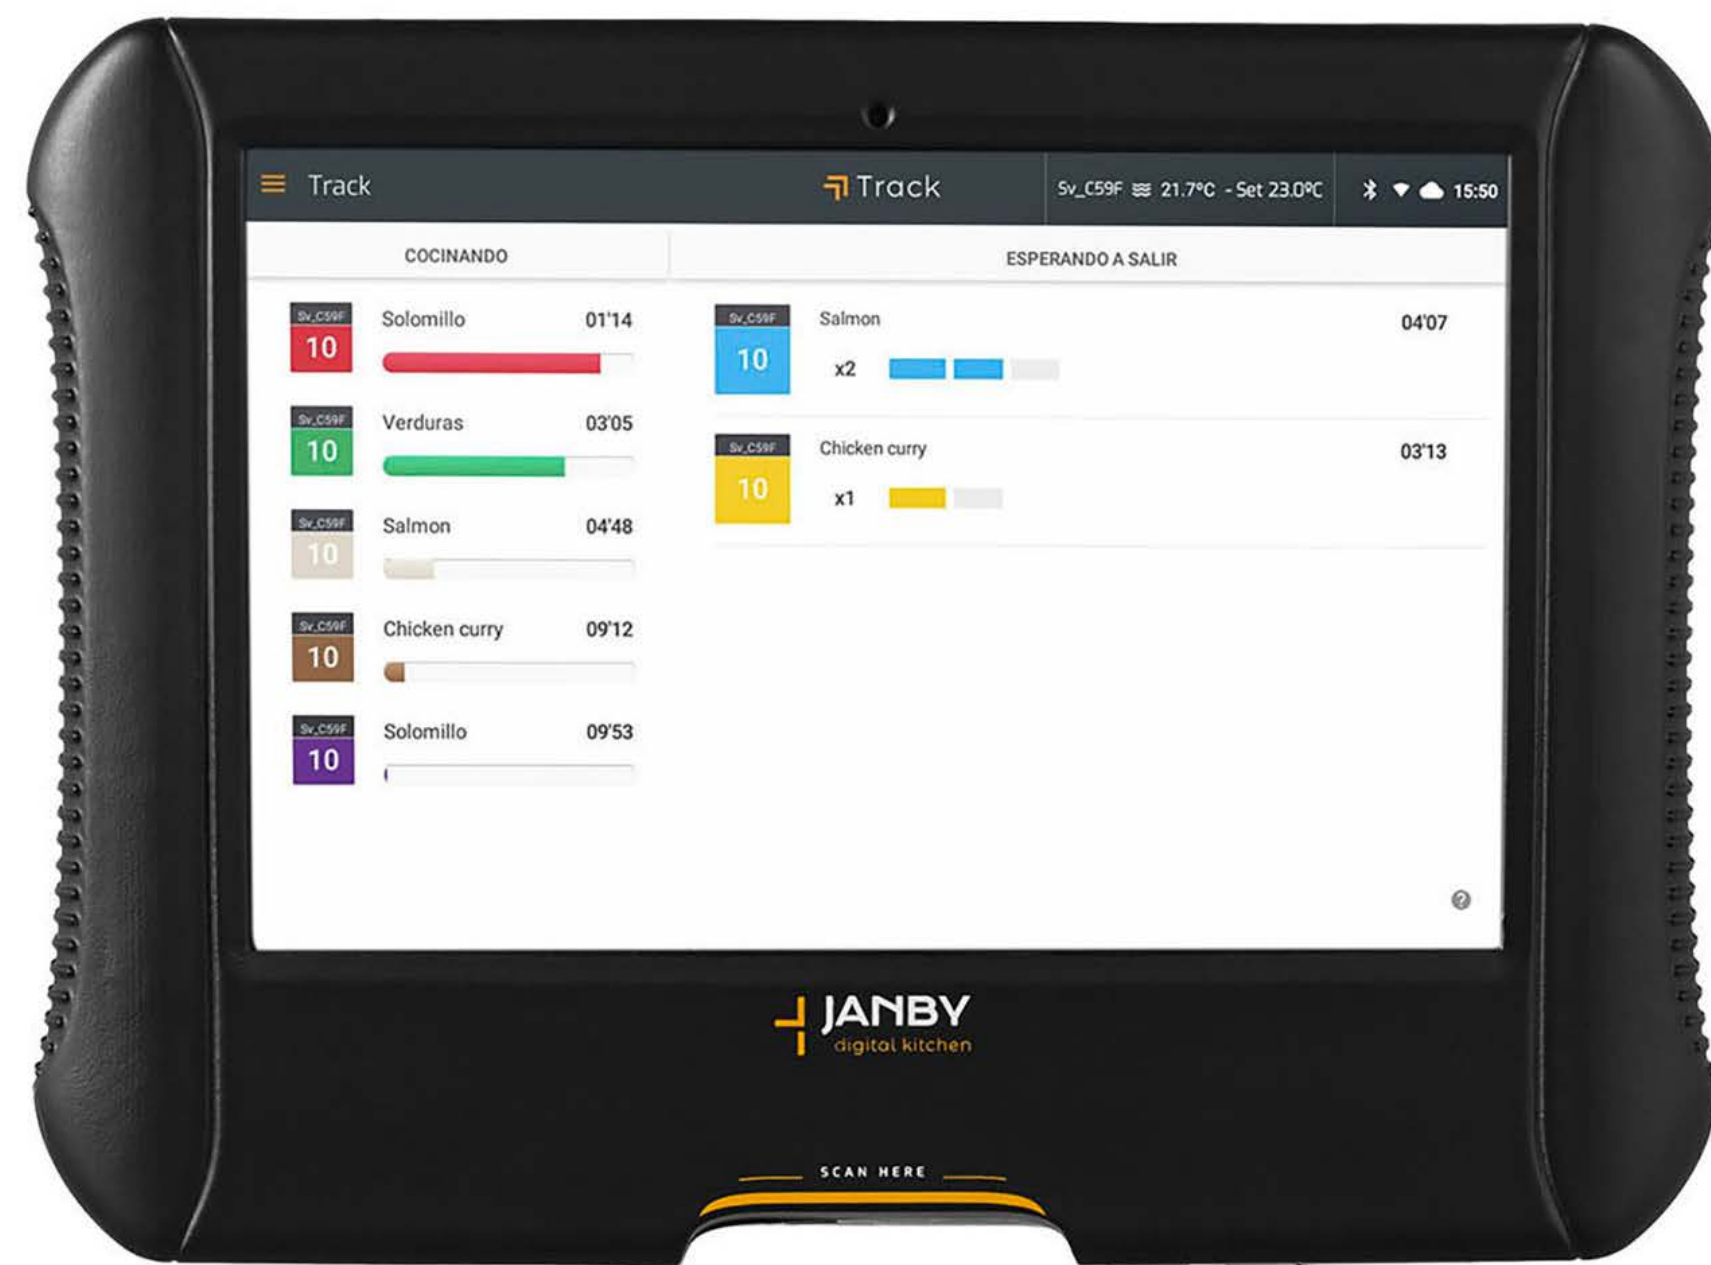 Track
Track
Sv_C59F 21.7ºC - Set 23.0ºC
15:50
COCINANDO
ESPERANDO A SALIR
Sv_C59F
10
Solomillo
01'14
Sv_C59F
10
Verduras
03'05
Sv_C59F
10
Salmon
04'48
Sv_C59F
10
Chicken curry
09'12
Sv_C59F
10
Solomillo
09'53
Sv_C59F
10
Salmon
04'07
x2
Sv_C59F
10
Chicken curry
03'13
x1
?
JANBY
digital kitchen
SCAN HERE